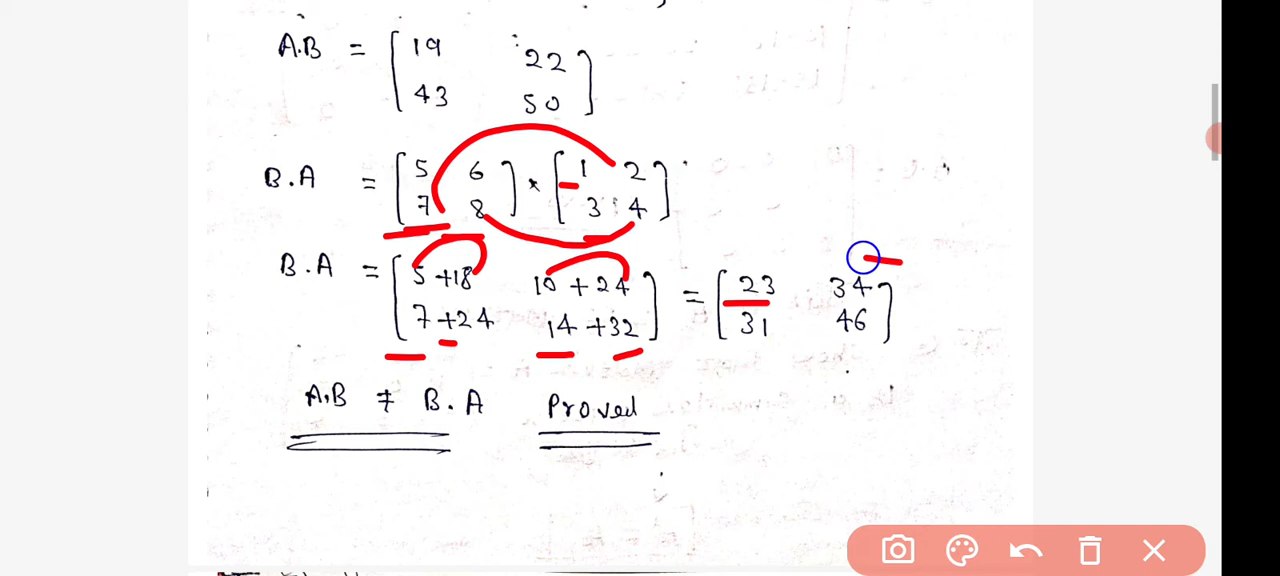 A.B = [ 19 22
43 50 ]
B.A = [ 5 6 ] * [ 1 2 ]
7 8 3 4
B.A = [ 5+18 10+24 ] = [ 23 34 ]
7+24 14+32 31 46
A.B ≠ B.A Proved